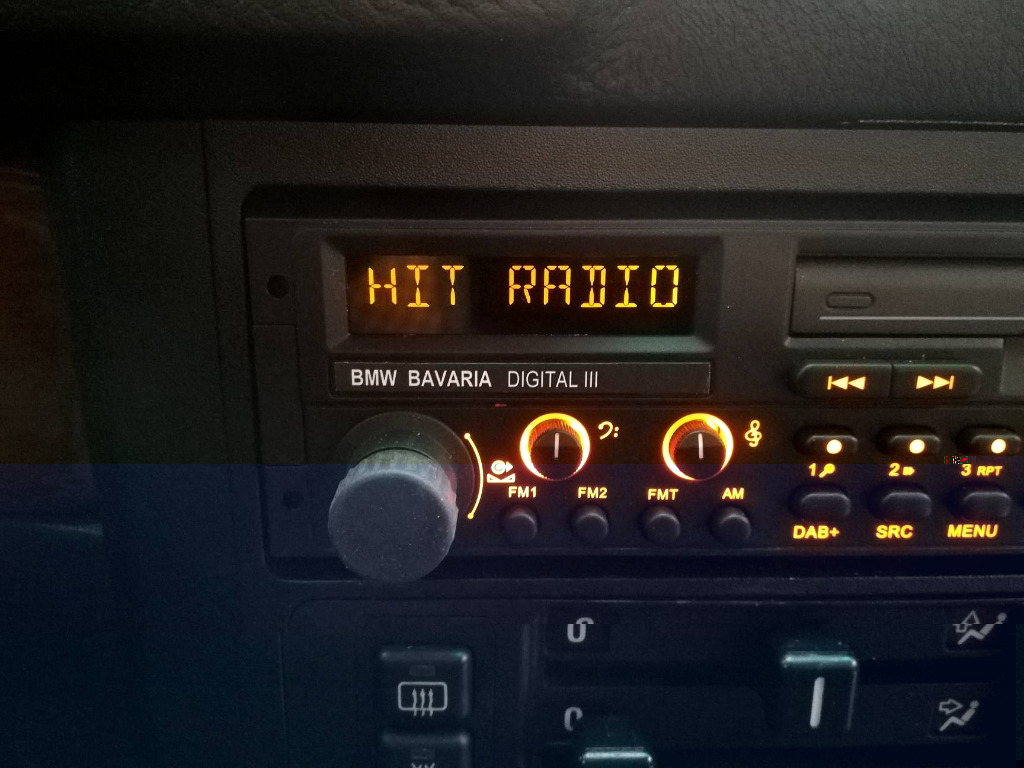 HIT RADIO
BMW BAVARIA DIGITAL III
FM1 FM2 FMT AM
1 2 3 RPT
DAB+ SRC MENU